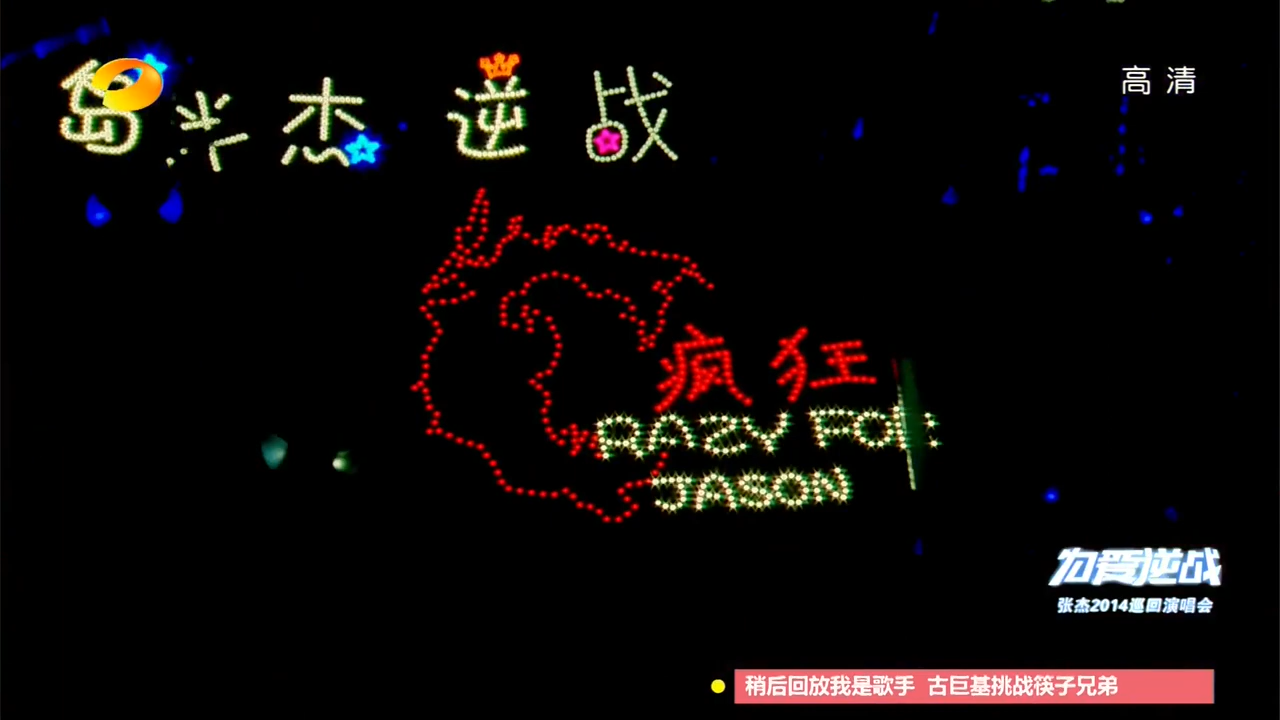 高清
杰 逆 战
疯狂
RAZY FOR
JASON
为爱逆战
张杰2014巡回演唱会
稍后回放我是歌手 古巨基挑战筷子兄弟